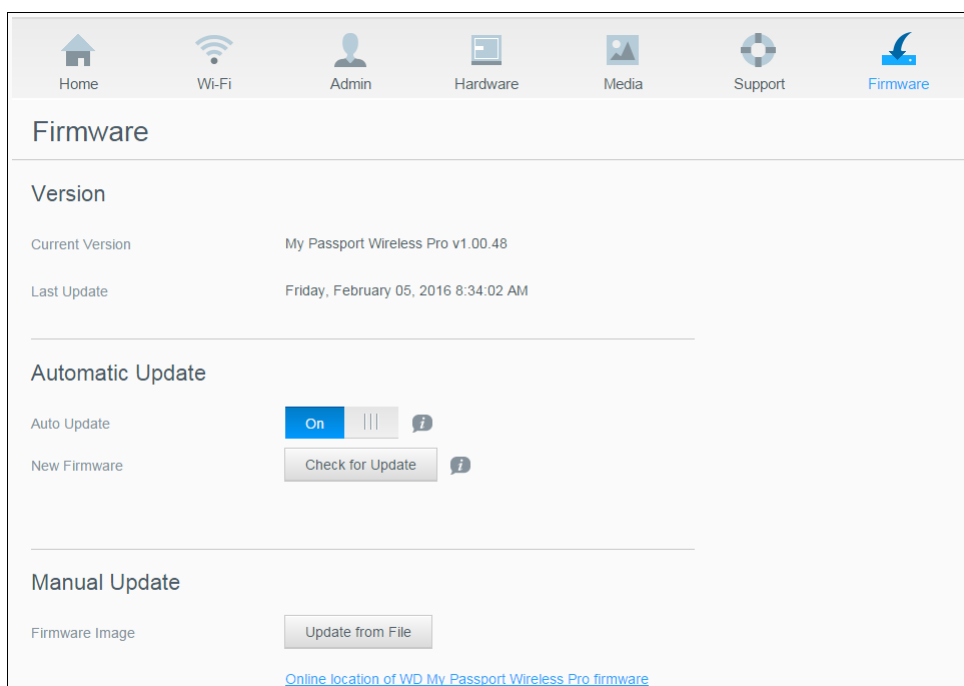 Home Wi-Fi Admin Hardware Media Support Firmware
Firmware
Version
Current Version My Passport Wireless Pro v1.00.48
Last Update Friday, February 05, 2016 8:34:02 AM
Automatic Update
Auto Update On
New Firmware Check for Update
Manual Update
Firmware Image Update from File
Online location of WD My Passport Wireless Pro firmware